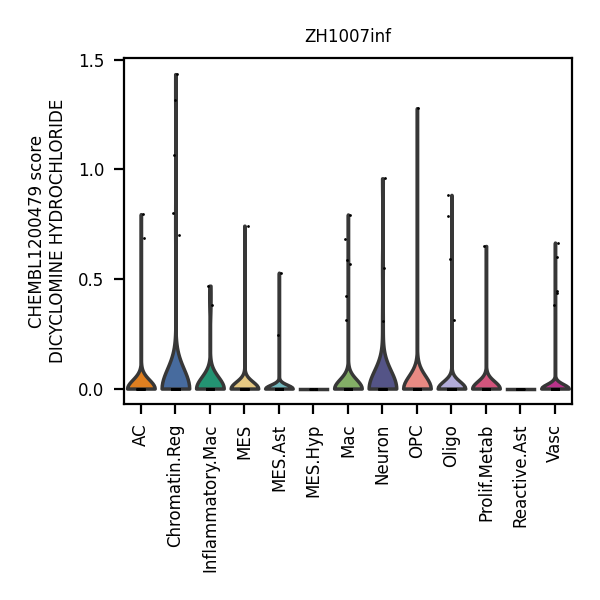 ZH1007inf
CHEMBL1200479 score
DICYCLOMINE HYDROCHLORIDE
1.5
1.0
0.5
0.0
AC
Chromatin.Reg
Inflammatory.Mac
MES
MES.Ast
MES.Hyp
Mac
Neuron
OPC
Oligo
Prolif.Metab
Reactive.Ast
Vasc